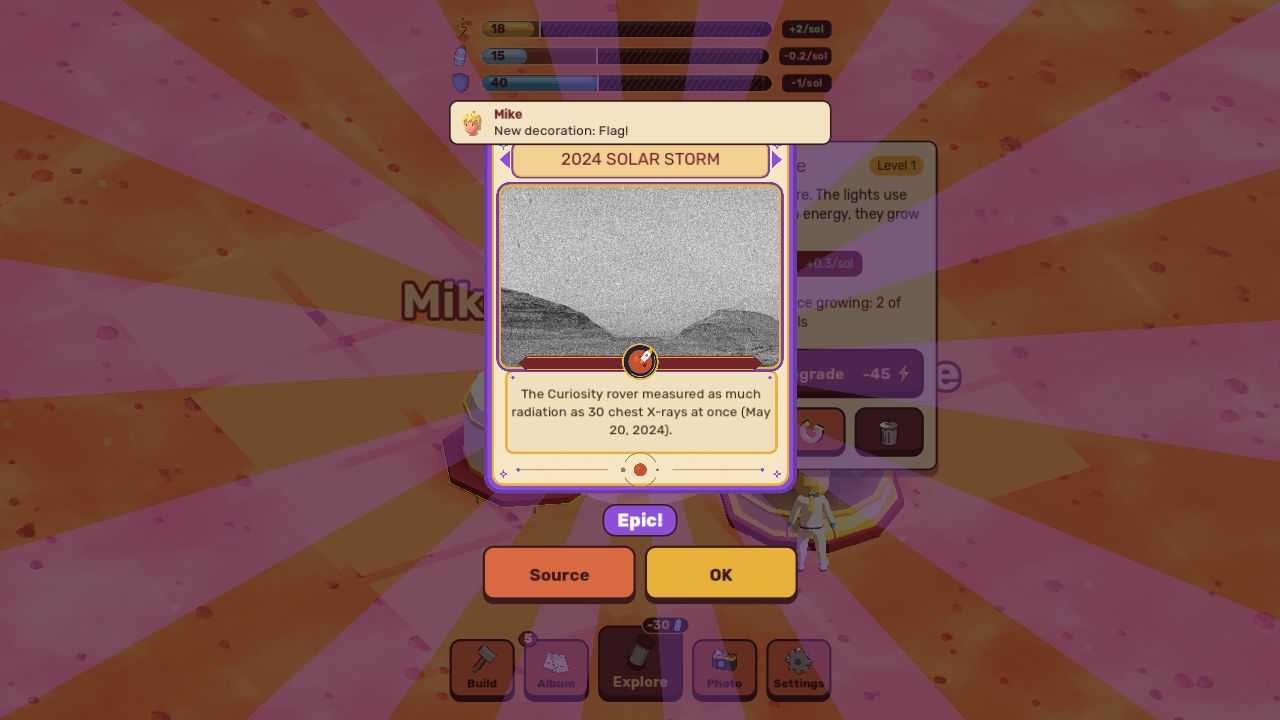 18
+2/sol
15
-0.2/sol
40
-1/sol
Mike
New decoration: Flag!
2024 SOLAR STORM
Level 1
re. The lights use
energy, they grow
+0.3/sol
Mik
ce growing: 2 of
ls
grade -45
e
The Curiosity rover measured as much
radiation as 30 chest X-rays at once (May
20, 2024).
Epic!
Source
OK
-30
5
Build
Album
Explore
Photo
Settings